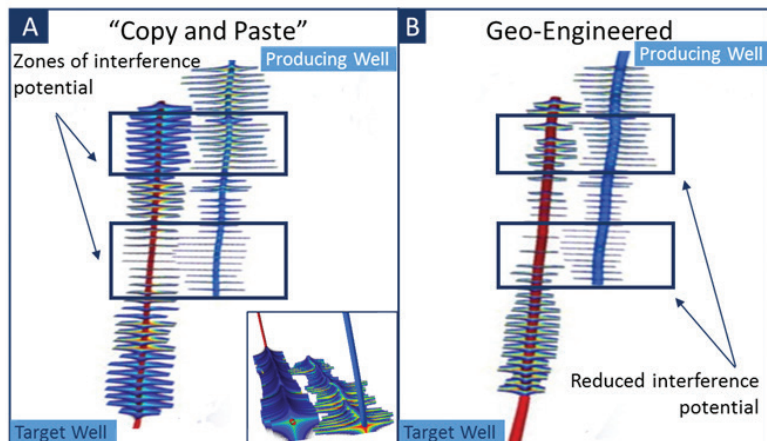 A
“Copy and Paste”
Zones of interference
potential
Producing Well
Target Well
B
Geo-Engineered
Producing Well
Reduced interference
potential
Target Well